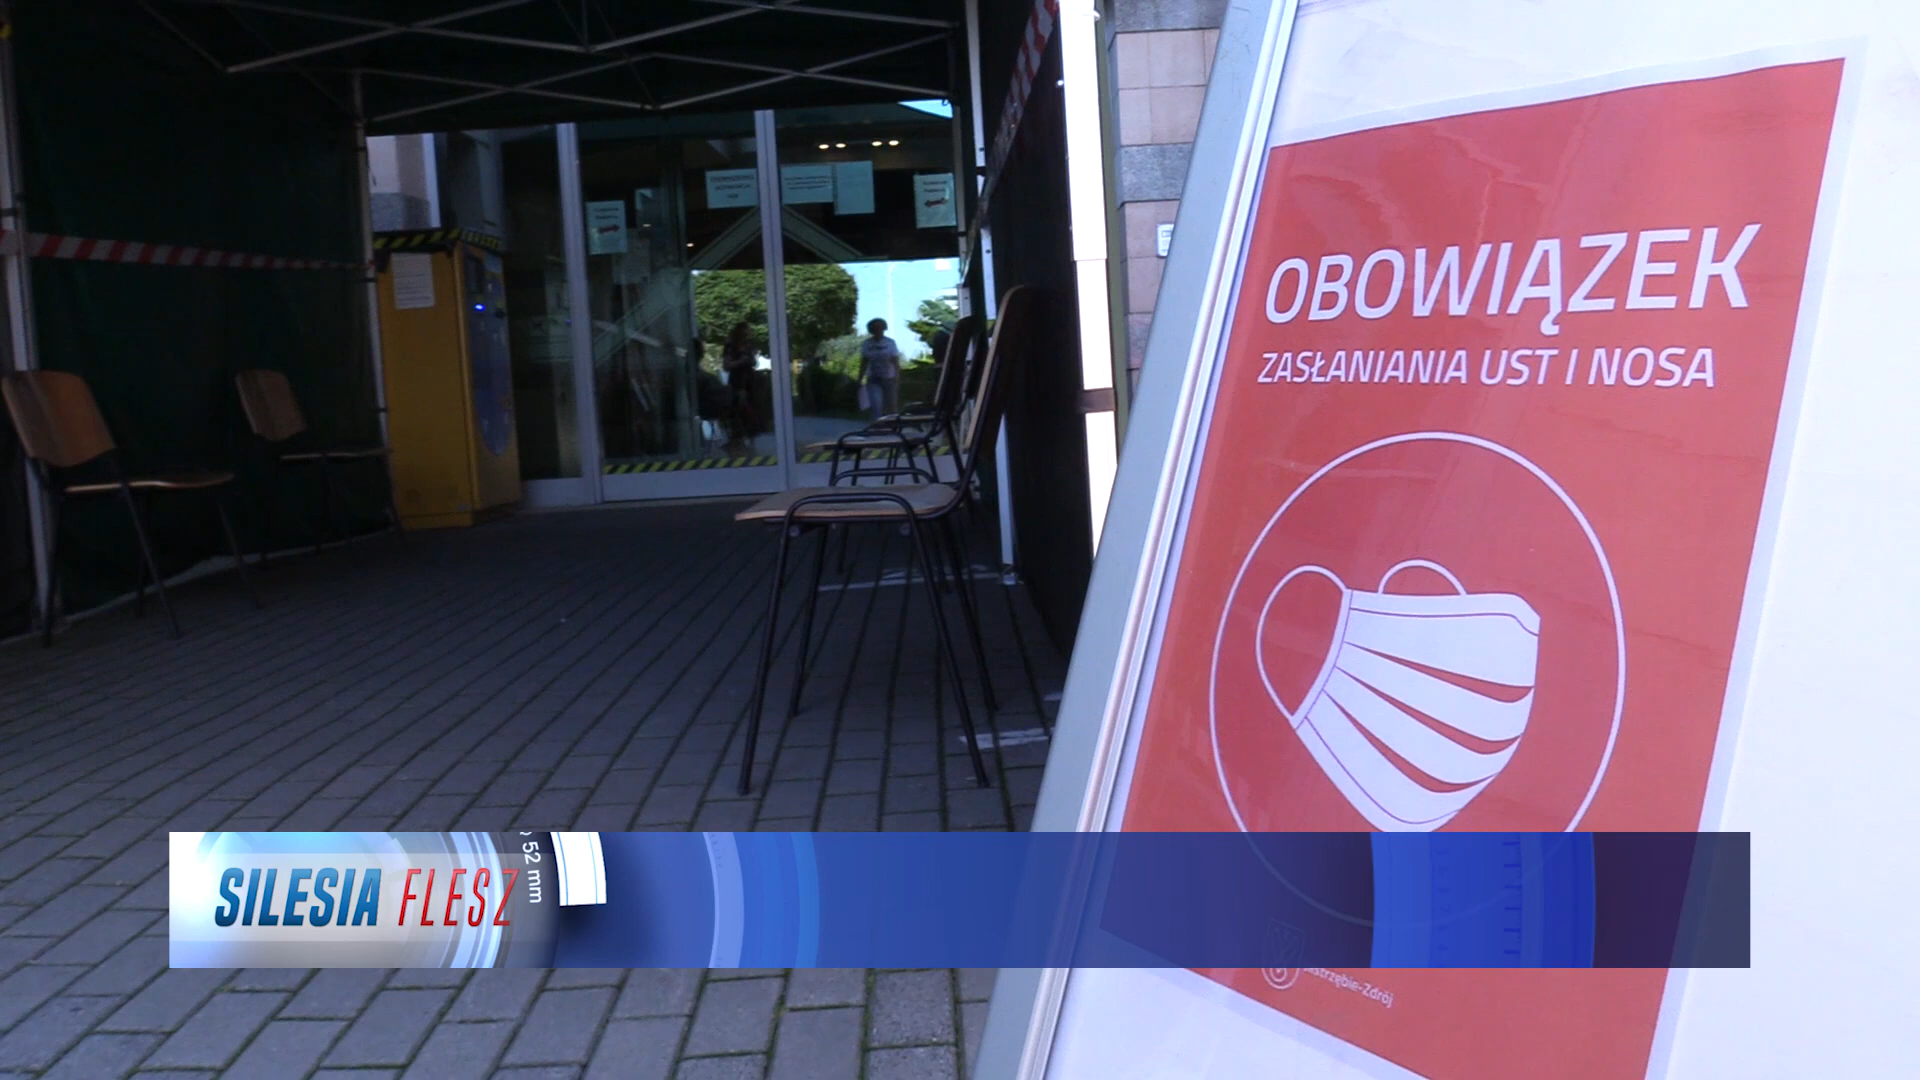 OBOWIĄZEK
ZASŁANIANIA UST I NOSA
SILESIA FLESZ
52 mm
Jastrzębie-Zdrój